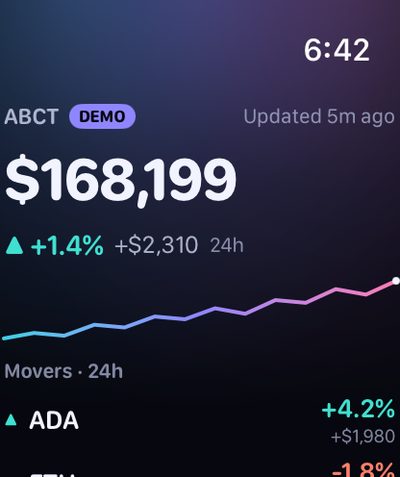 6:42
ABCT DEMO Updated 5m ago
$168,199
▲ +1.4% +$2,310 24h
Movers · 24h
▲ ADA +4.2%
+$1,980
-1.8%